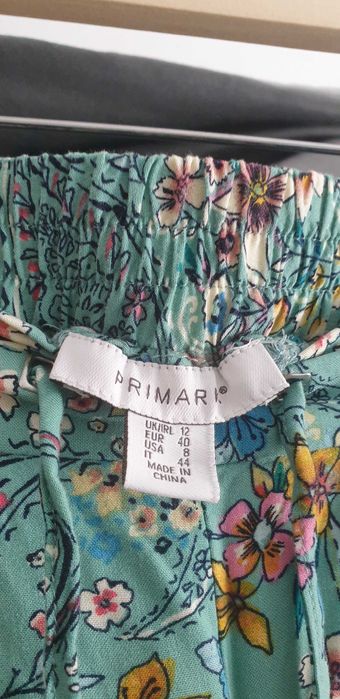 PRIMARK®
UK/IRL 12
EUR 40
USA 8
IT 44
MADE IN
CHINA